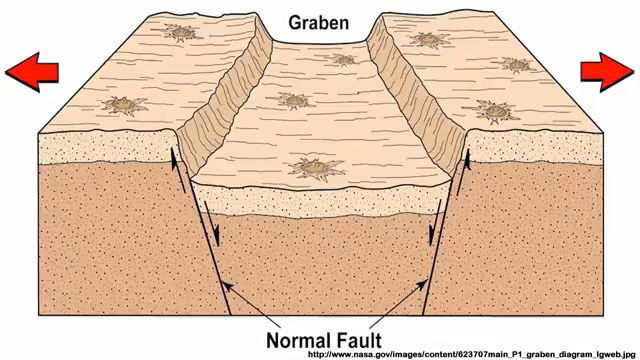 Graben
Normal Fault
http://www.nasa.gov/images/content/623707main_P1_graben_diagram_lgweb.jpg